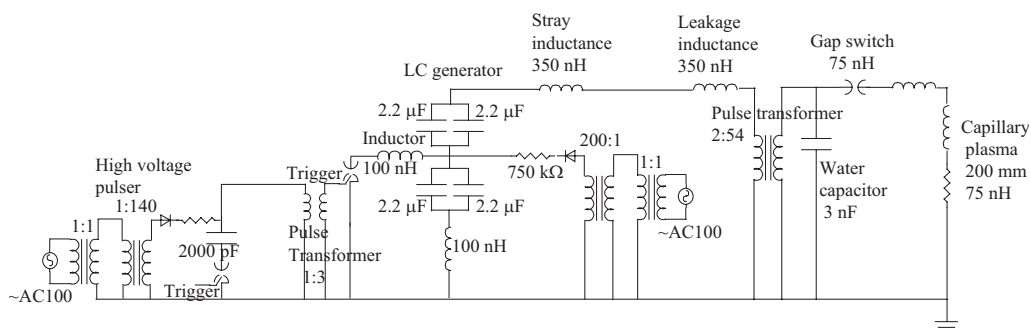 Stray
inductance
350 nH
Leakage
inductance
350 nH
Gap switch
75 nH
LC generator
2.2 μF
2.2 μF
Pulse transformer
2:54
Inductor
100 nH
200:1
1:1
Capillary
plasma
200 mm
75 nH
High voltage
pulser
1:140
Trigger
750 kΩ
Water
capacitor
3 nF
2.2 μF
2.2 μF
1:1
2000 pF
Pulse
Transformer
1:3
100 nH
~AC100
~AC100
Trigger